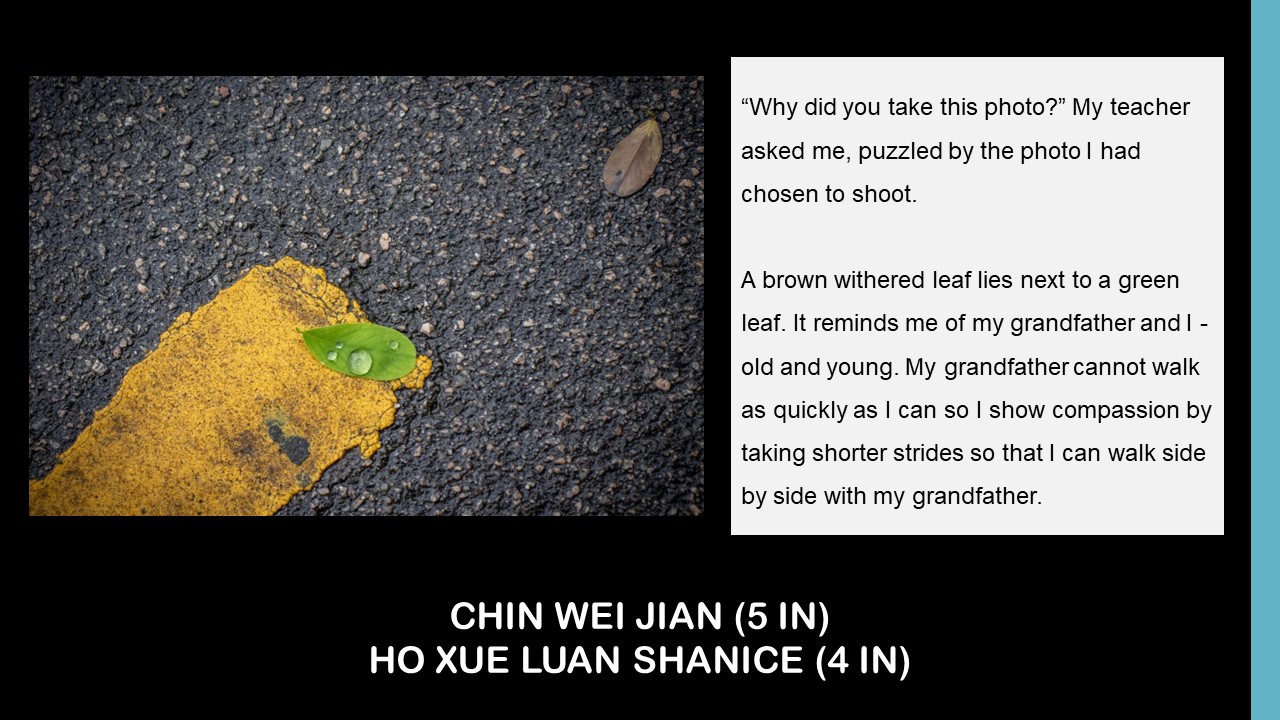 “Why did you take this photo?” My teacher
asked me, puzzled by the photo I had
chosen to shoot.
A brown withered leaf lies next to a green
leaf. It reminds me of my grandfather and I -
old and young. My grandfather cannot walk
as quickly as I can so I show compassion by
taking shorter strides so that I can walk side
by side with my grandfather.
CHIN WEI JIAN (5 IN)
HO XUE LUAN SHANICE (4 IN)